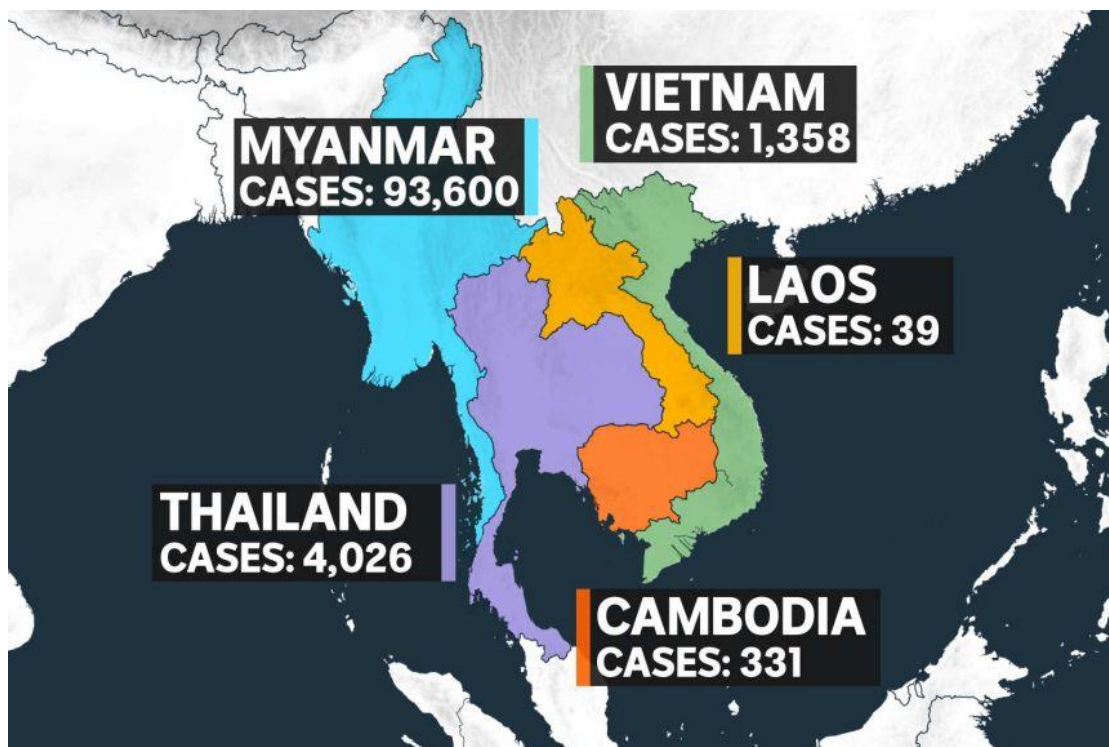 VIETNAM
CASES: 1,358
MYANMAR
CASES: 93,600
LAOS
CASES: 39
THAILAND
CASES: 4,026
CAMBODIA
CASES: 331